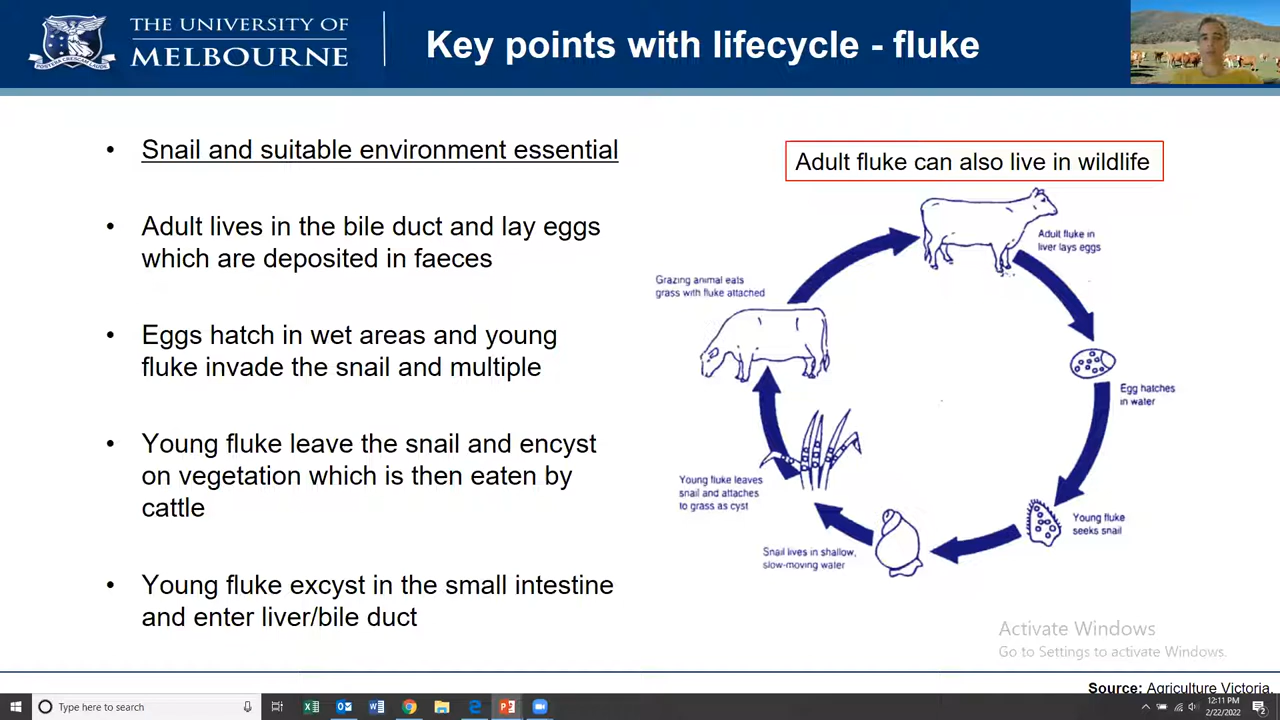 THE UNIVERSITY OF
MELBOURNE
Key points with lifecycle - fluke
• Snail and suitable environment essential
• Adult lives in the bile duct and lay eggs
which are deposited in faeces
• Eggs hatch in wet areas and young
fluke invade the snail and multiple
• Young fluke leave the snail and encyst
on vegetation which is then eaten by
cattle
• Young fluke excyst in the small intestine
and enter liver/bile duct
Adult fluke can also live in wildlife
Adult fluke in
liver lays eggs
Egg hatches
in water
Young fluke
seeks snail
Snail lives in shallow,
slow-moving water
Young fluke leaves
snail and attaches
to grass as cyst
Grazing animal eats
grass with fluke attached
Activate Windows
Go to Settings to activate Windows.
Source: Agriculture Victoria.
Type here to search
12:11 PM
2/22/2022
2